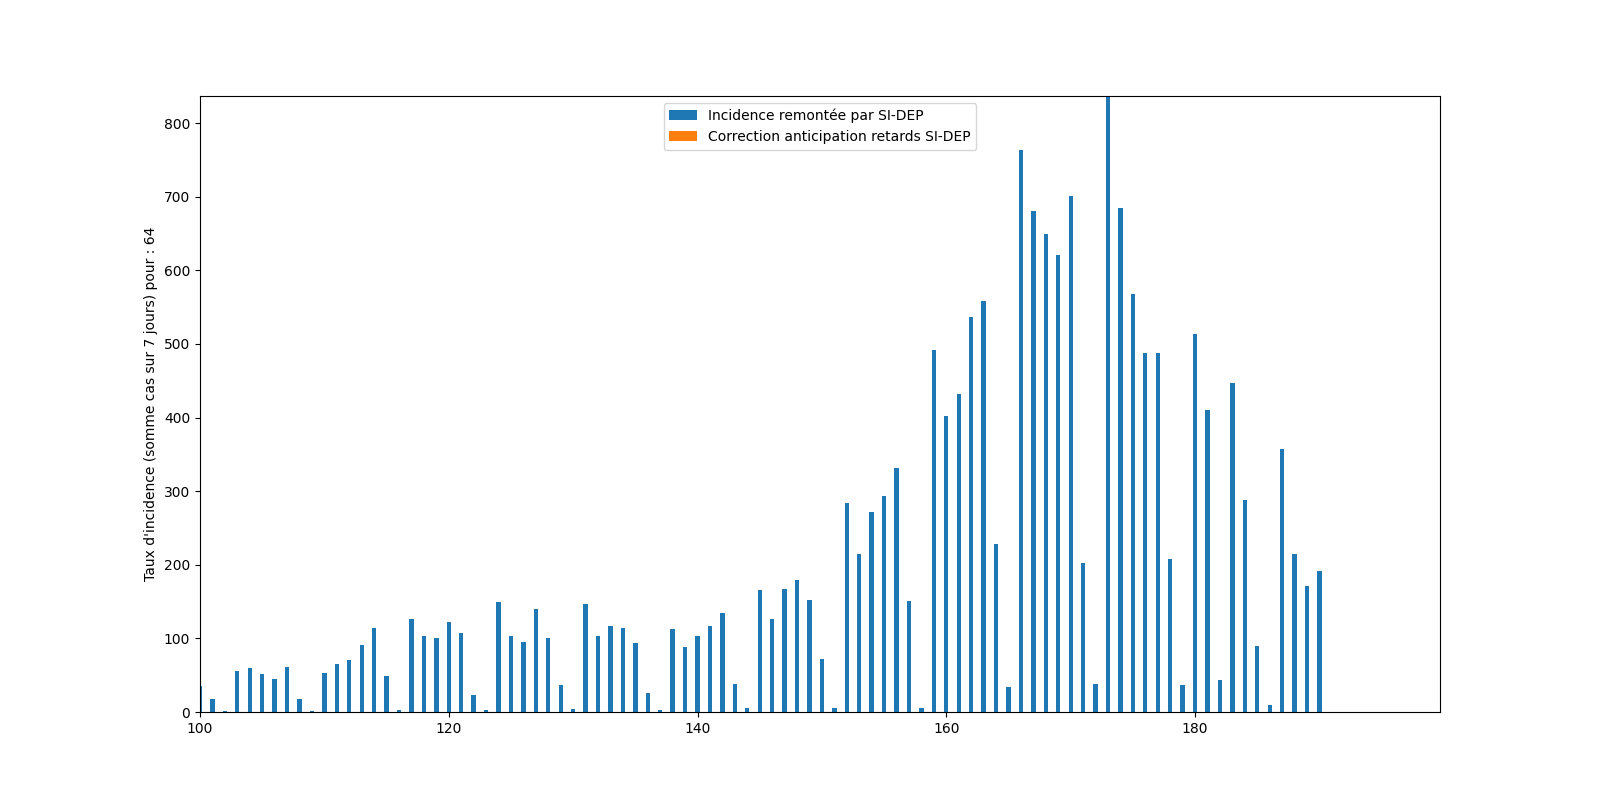 Incidence remontée par SI-DEP
Correction anticipation retards SI-DEP
Taux d'incidence (somme cas sur 7 jours) pour : 64
800
700
600
500
400
300
200
100
0
100 120 140 160 180